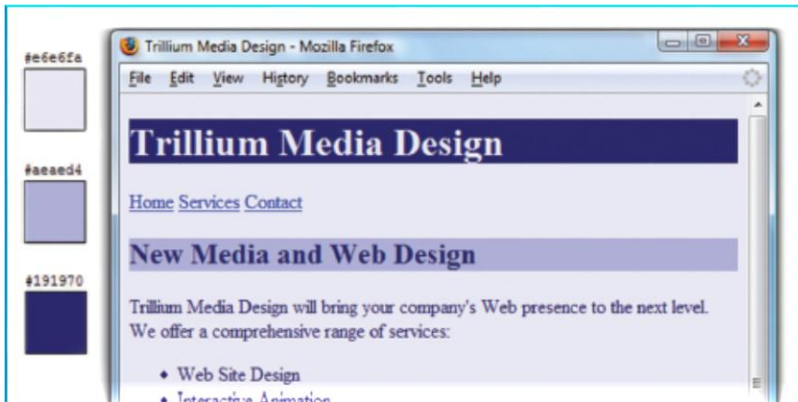 #e6e6fa
#aeaed4
#191970
Trillium Media Design - Mozilla Firefox
File Edit View History Bookmarks Tools Help
Trillium Media Design
Home Services Contact
New Media and Web Design
Trillium Media Design will bring your company's Web presence to the next level.
We offer a comprehensive range of services:
• Web Site Design
• Interactive Animation